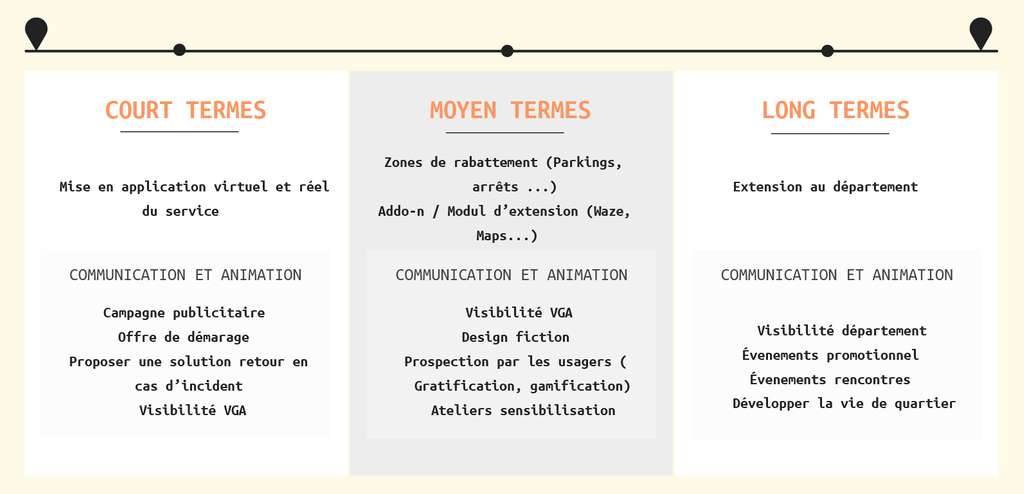 COURT TERMES
Mise en application virtuel et réel
du service
COMMUNICATION ET ANIMATION
Campagne publicitaire
Offre de démarage
Proposer une solution retour en
cas d’incident
Visibilité VGA
MOYEN TERMES
Zones de rabattement (Parkings,
arrêts ...)
Addo-n / Modul d’extension (Waze,
Maps...)
COMMUNICATION ET ANIMATION
Visibilité VGA
Design fiction
Prospection par les usagers (
Gratification, gamification)
Ateliers sensibilisation
LONG TERMES
Extension au département
COMMUNICATION ET ANIMATION
Visibilité département
Évenements promotionnel
Évenements rencontres
Développer la vie de quartier